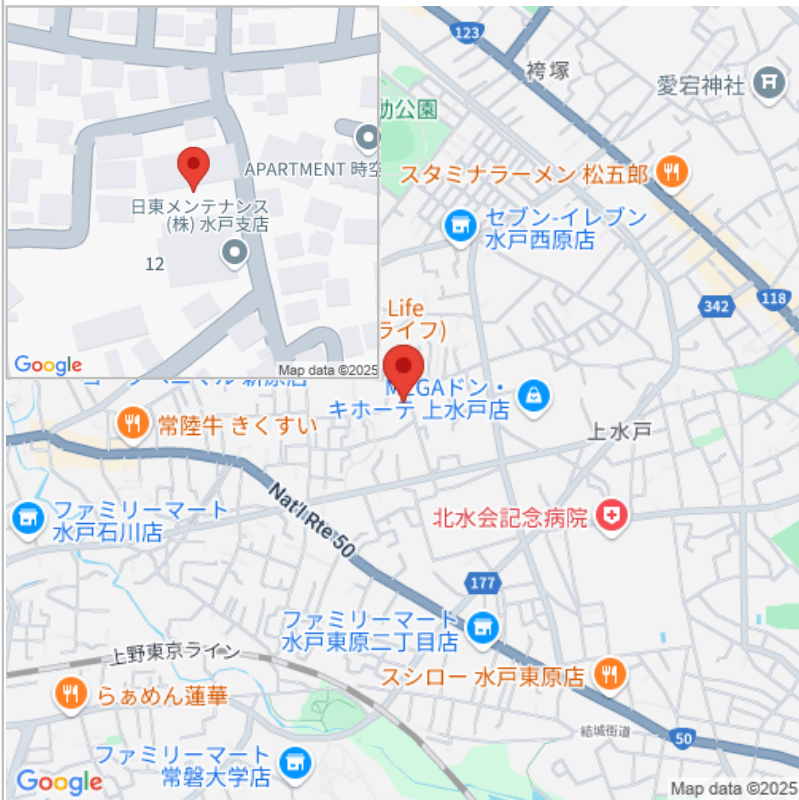 123
袴塚
愛宕神社
動公園
スタミナラーメン 松五郎
APARTMENT 時空
日東メンテナンス
(株) 水戸支店
セブン-イレブン
水戸西原店
12
342
118
Life
ライフ)
Google
Map data ©2025
MEGAドン・
キホーテ 上水戸店
常陸牛 きくすい
上水戸
ファミリーマート
水戸石川店
Nat'l Rte 50
北水会記念病院
177
ファミリーマート
水戸東原二丁目店
上野東京ライン
スシロー 水戸東原店
らぁめん蓮華
結城街道
50
ファミリーマート
常磐大学店
Google
Map data ©2025